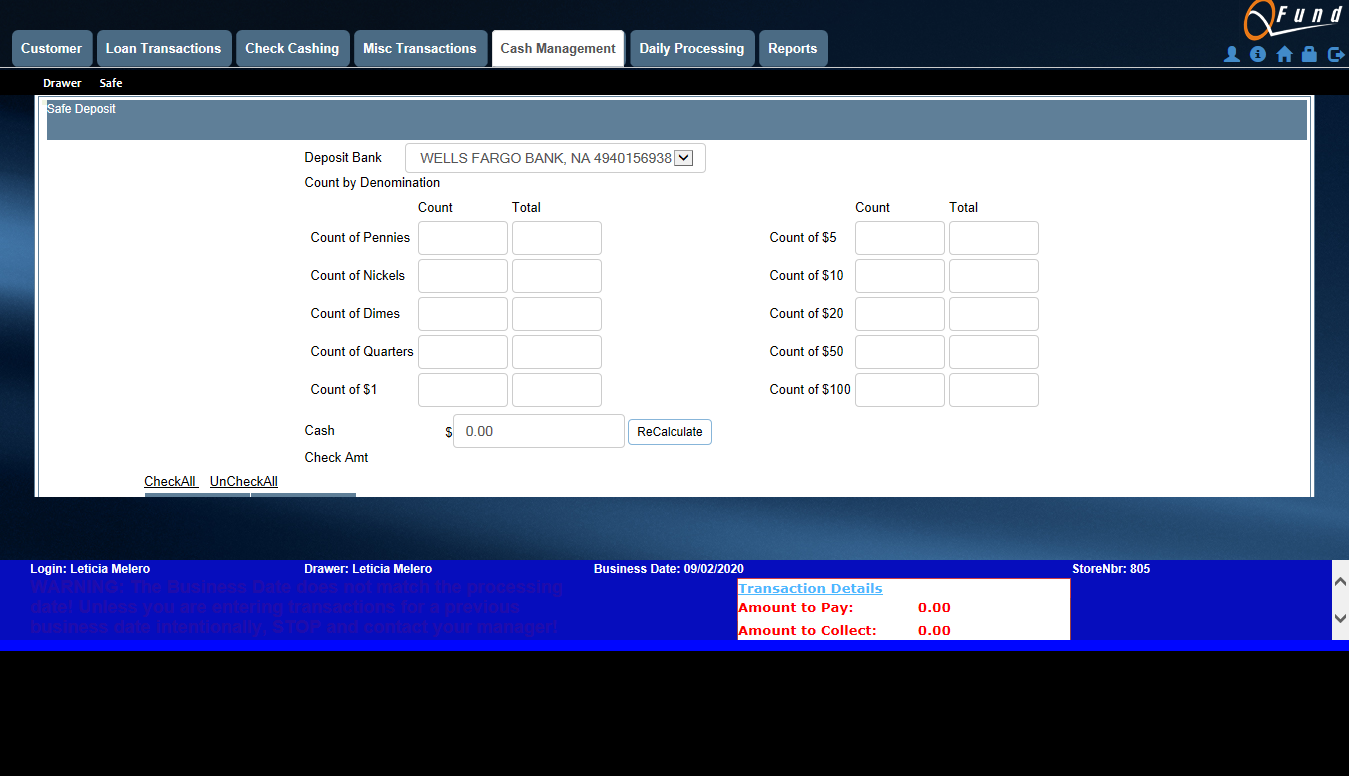 QFund
Customer Loan Transactions Check Cashing Misc Transactions Cash Management Daily Processing Reports
Drawer Safe
Safe Deposit
Deposit Bank WELLS FARGO BANK, NA 4940156938
Count by Denomination
Count Total Count Total
Count of Pennies Count of $5
Count of Nickels Count of $10
Count of Dimes Count of $20
Count of Quarters Count of $50
Count of $1 Count of $100
Cash $ 0.00 ReCalculate
Check Amt
CheckAll UnCheckAll
Login: Leticia Melero Drawer: Leticia Melero Business Date: 09/02/2020 StoreNbr: 805
WARNING: The Business Date does not match the processing
date! Unless you are entering transactions for a previous
business date intentionally, STOP and contact your manager!
Transaction Details
Amount to Pay: 0.00
Amount to Collect: 0.00